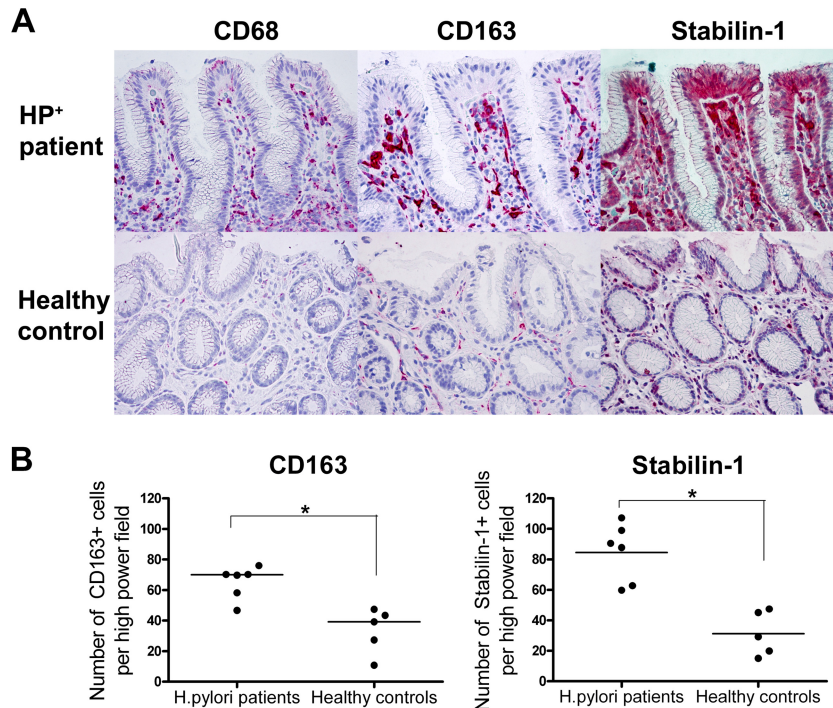 A
CD68
CD163
Stabilin-1
HP⁺
patient
Healthy
control
B
CD163
Number of CD163+ cells
per high power field
120
100
80
60
40
20
0
*
H.pylori patients
Healthy controls
Stabilin-1
Number of Stabilin-1+ cells
per high power field
120
100
80
60
40
20
0
*
H.pylori patients
Healthy controls